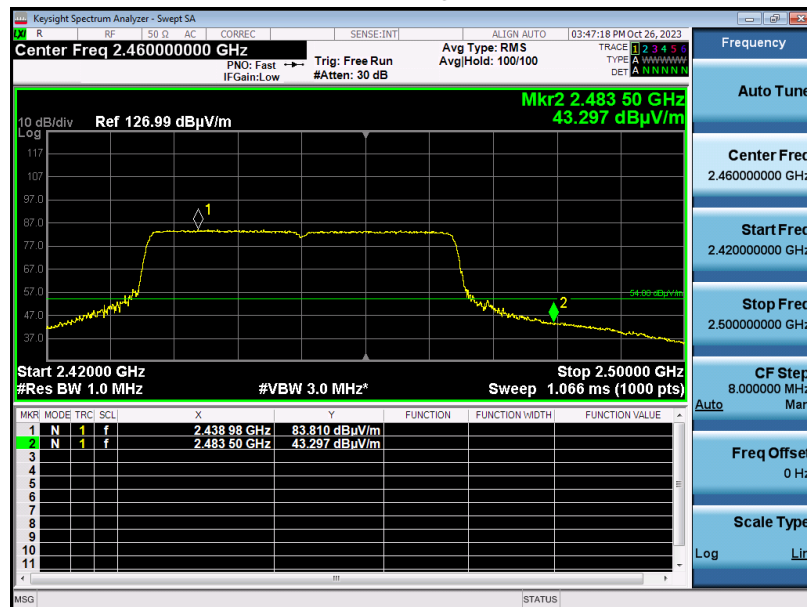 Keysight Spectrum Analyzer - Swept SA
LXI R RF 50 Ω AC CORREC SENSE:INT ALIGN AUTO 03:47:18 PM Oct 26, 2023
Center Freq 2.460000000 GHz
PNO: Fast
IFGain:Low
Trig: Free Run
#Atten: 30 dB
Avg Type: RMS
Avg|Hold: 100/100
TRACE 1 2 3 4 5 6
TYPE A WWWWW
DET A N N N N N
Mkr2 2.483 50 GHz
43.297 dBµV/m
10 dB/div Ref 126.99 dBµV/m
Log
117
107
97.0
87.0
77.0
67.0
57.0
47.0
37.0
1
2
54.00 dBµV/m
Start 2.42000 GHz Stop 2.50000 GHz
#Res BW 1.0 MHz #VBW 3.0 MHz* Sweep 1.066 ms (1000 pts)
MKR MODE TRC SCL X Y FUNCTION FUNCTION WIDTH FUNCTION VALUE
1 N 1 f 2.438 98 GHz 83.810 dBµV/m
2 N 1 f 2.483 50 GHz 43.297 dBµV/m
3
4
5
6
7
8
9
10
11
MSG STATUS
Frequency
Auto Tune
Center Freq
2.460000000 GHz
Start Freq
2.420000000 GHz
Stop Freq
2.500000000 GHz
CF Step
8.000000 MHz
Auto Man
Freq Offset
0 Hz
Scale Type
Log Lin